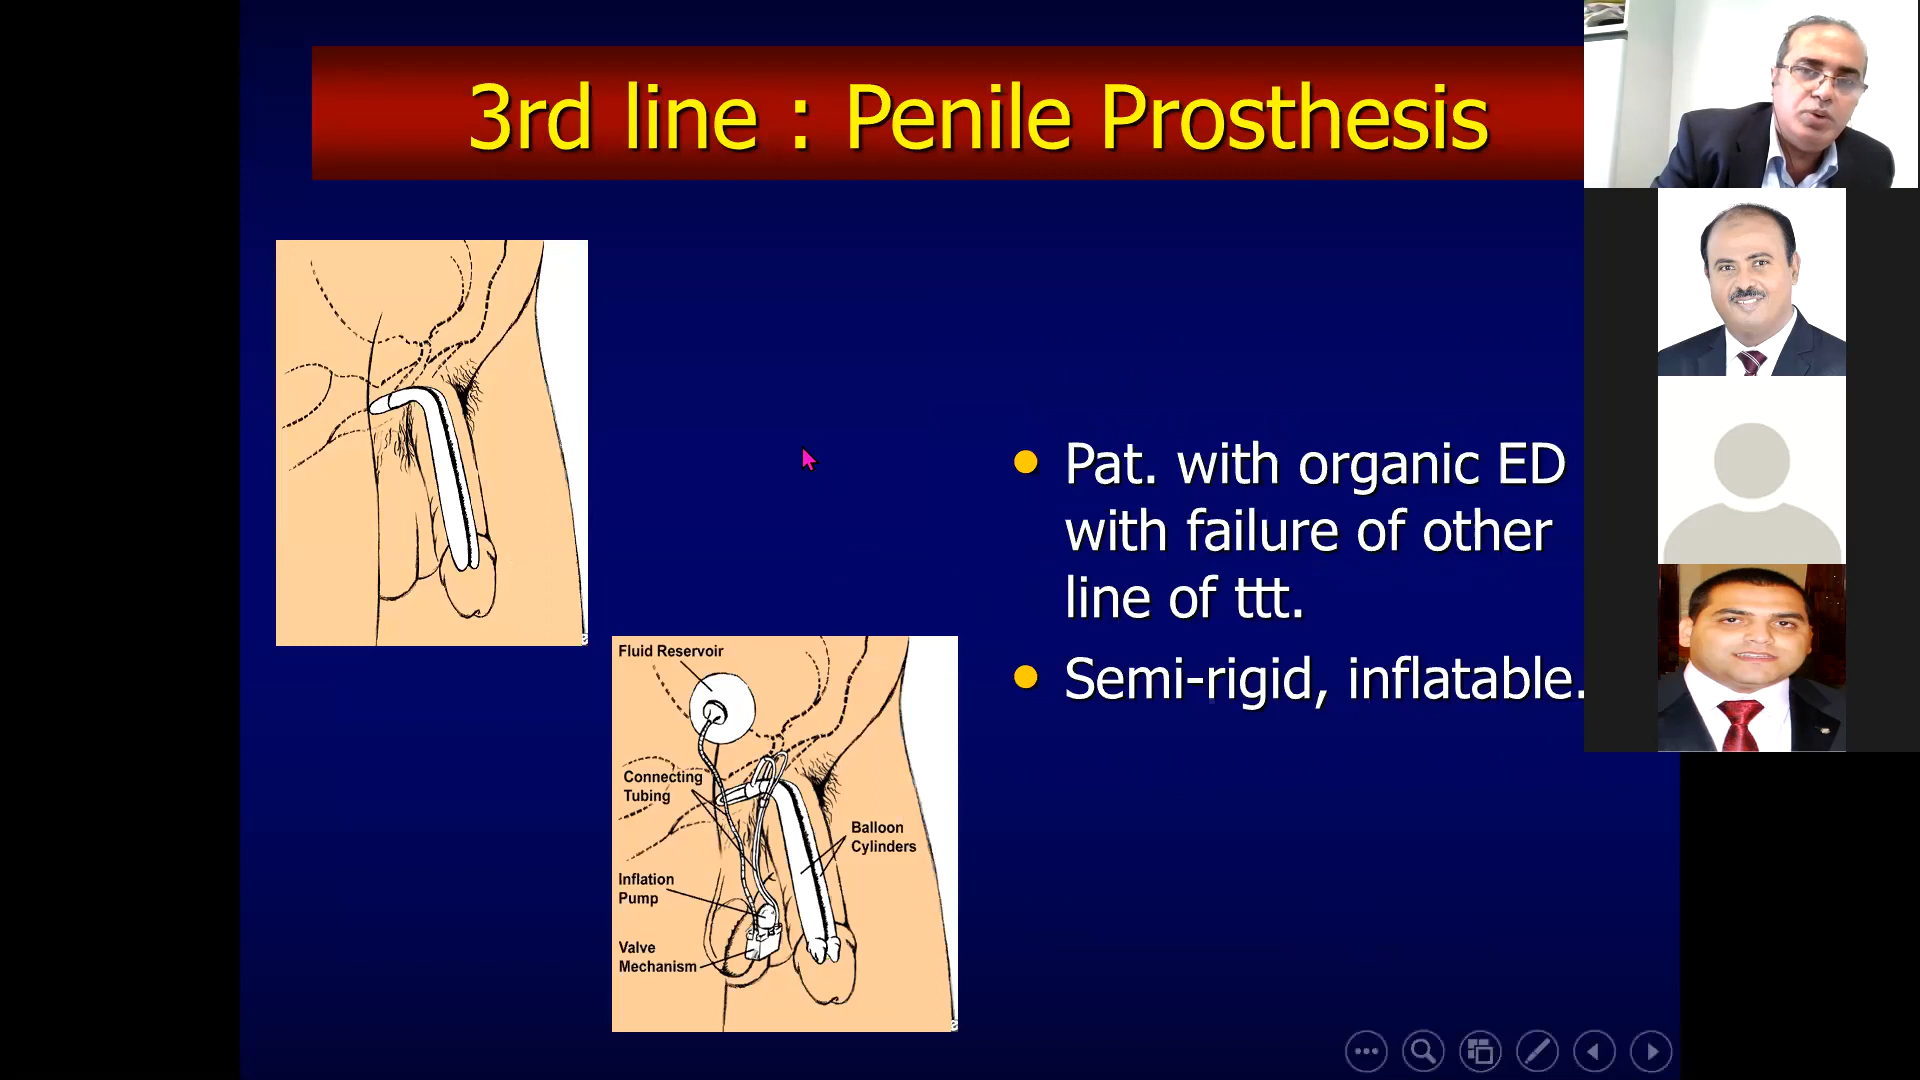 3rd line : Penile Prosthesis
Pat. with organic ED
with failure of other
line of ttt.
Semi-rigid, inflatable.
Fluid Reservoir
Connecting
Tubing
Balloon
Cylinders
Inflation
Pump
Valve
Mechanism